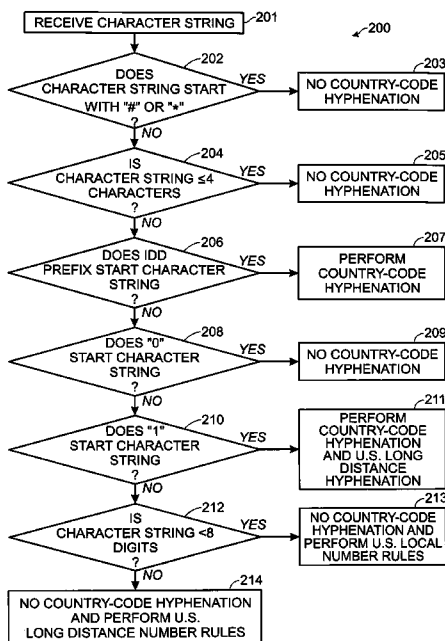 RECEIVE CHARACTER STRING
201
200
202
DOES
CHARACTER STRING START
WITH "#" OR "*"
?
YES
203
NO COUNTRY-CODE
HYPHENATION
NO
204
IS
CHARACTER STRING ≤4
CHARACTERS
?
YES
205
NO COUNTRY-CODE
HYPHENATION
NO
206
DOES IDD
PREFIX START CHARACTER
STRING
?
YES
207
PERFORM
COUNTRY-CODE
HYPHENATION
NO
208
DOES "0"
START CHARACTER
STRING
?
YES
209
NO COUNTRY-CODE
HYPHENATION
NO
210
DOES "1"
START CHARACTER
STRING
?
YES
211
PERFORM
COUNTRY-CODE
HYPHENATION
AND U.S. LONG
DISTANCE
HYPHENATION
NO
212
IS
CHARACTER STRING <8
DIGITS
?
YES
213
NO COUNTRY-CODE
HYPHENATION AND
PERFORM U.S. LOCAL
NUMBER RULES
NO
214
NO COUNTRY-CODE HYPHENATION
AND PERFORM U.S.
LONG DISTANCE NUMBER RULES